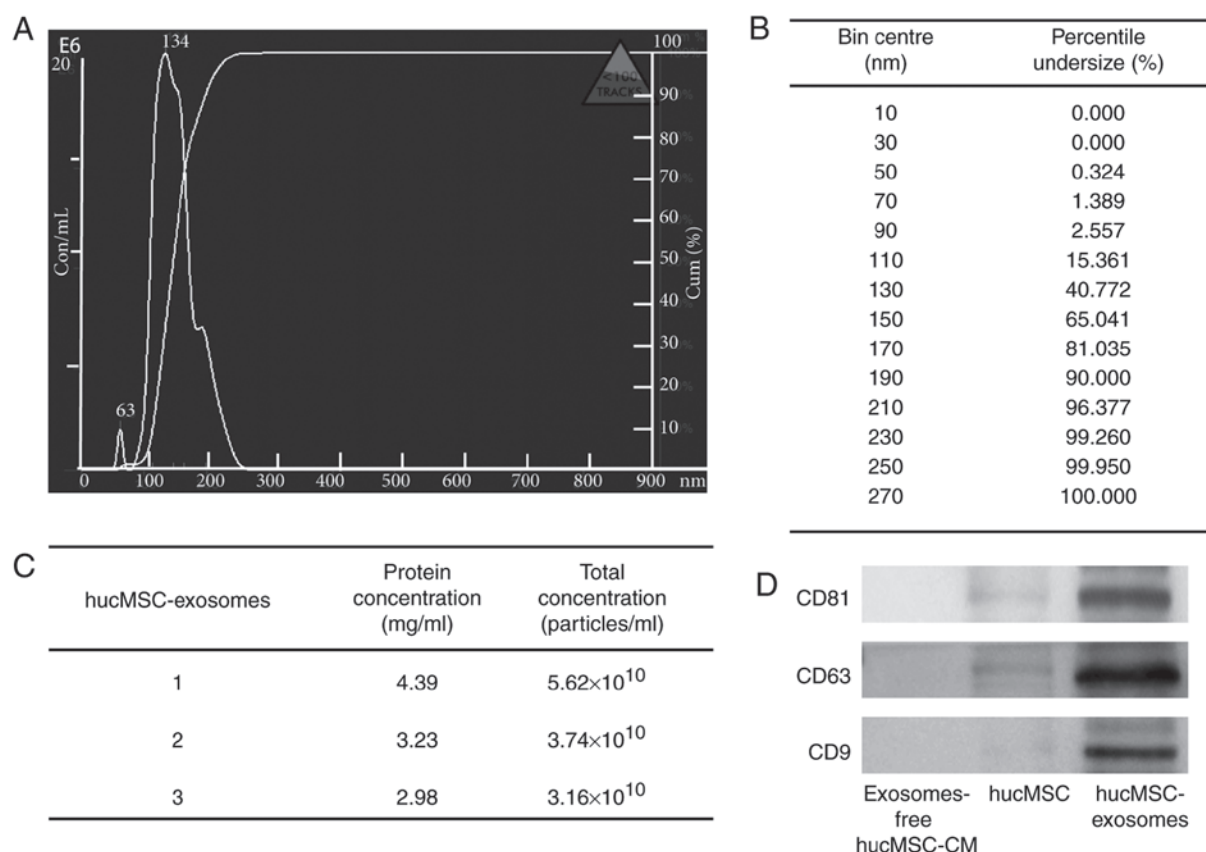 A
E6
20
134
63
Con/mL
<100
TRACKS
100
90
80
70
60
50
40
30
20
10
Cum (%)
0 100 200 300 400 500 600 700 800 900 nm
B
Bin centre (nm) Percentile undersize (%)
10 0.000
30 0.000
50 0.324
70 1.389
90 2.557
110 15.361
130 40.772
150 65.041
170 81.035
190 90.000
210 96.377
230 99.260
250 99.950
270 100.000
C
hucMSC-exosomes
Protein concentration (mg/ml)
Total concentration (particles/ml)
1 4.39 5.62×10¹⁰
2 3.23 3.74×10¹⁰
3 2.98 3.16×10¹⁰
D
CD81
CD63
CD9
Exosomes-free hucMSC-CM
hucMSC
hucMSC-exosomes